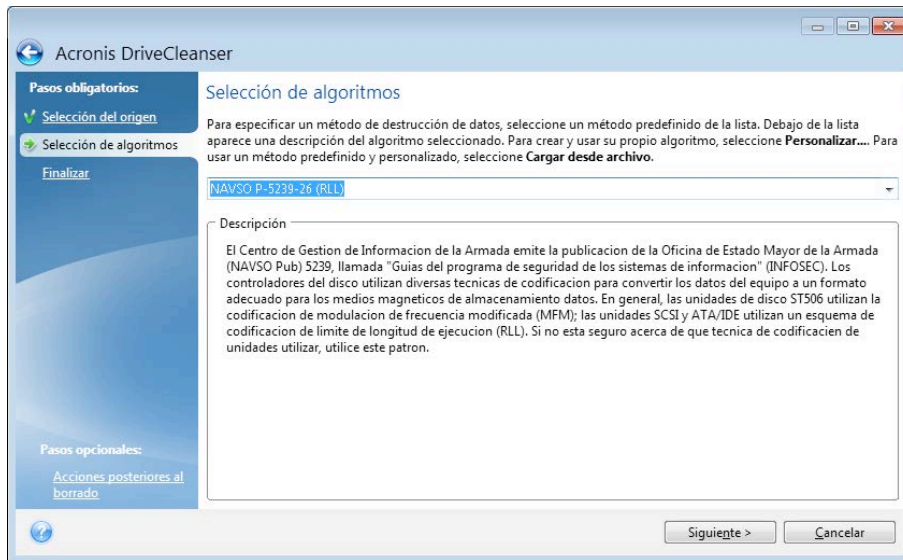 Acronis DriveCleanser
Pasos obligatorios:
Selección del origen
Selección de algoritmos
Finalizar
Pasos opcionales:
Acciones posteriores al
borrado
Selección de algoritmos
Para especificar un método de destrucción de datos, seleccione un método predefinido de la lista. Debajo de la lista
aparece una descripción del algoritmo seleccionado. Para crear y usar su propio algoritmo, seleccione Personalizar.... Para
usar un método predefinido y personalizado, seleccione Cargar desde archivo.
NAVSO P-5239-26 (RLL)
Descripción
El Centro de Gestion de Informacion de la Armada emite la publicacion de la Oficina de Estado Mayor de la Armada
(NAVSO Pub) 5239, llamada "Guias del programa de seguridad de los sistemas de informacion" (INFOSEC). Los
controladores del disco utilizan diversas tecnicas de codificacion para convertir los datos del equipo a un formato
adecuado para los medios magneticos de almacenamiento datos. En general, las unidades de disco ST506 utilizan la
codificacion de modulacion de frecuencia modificada (MFM); las unidades SCSI y ATA/IDE utilizan un esquema de
codificacion de limite de longitud de ejecucion (RLL). Si no esta seguro acerca de que tecnica de codificacien de
unidades utilizar, utilice este patron.
Siguiente >
Cancelar